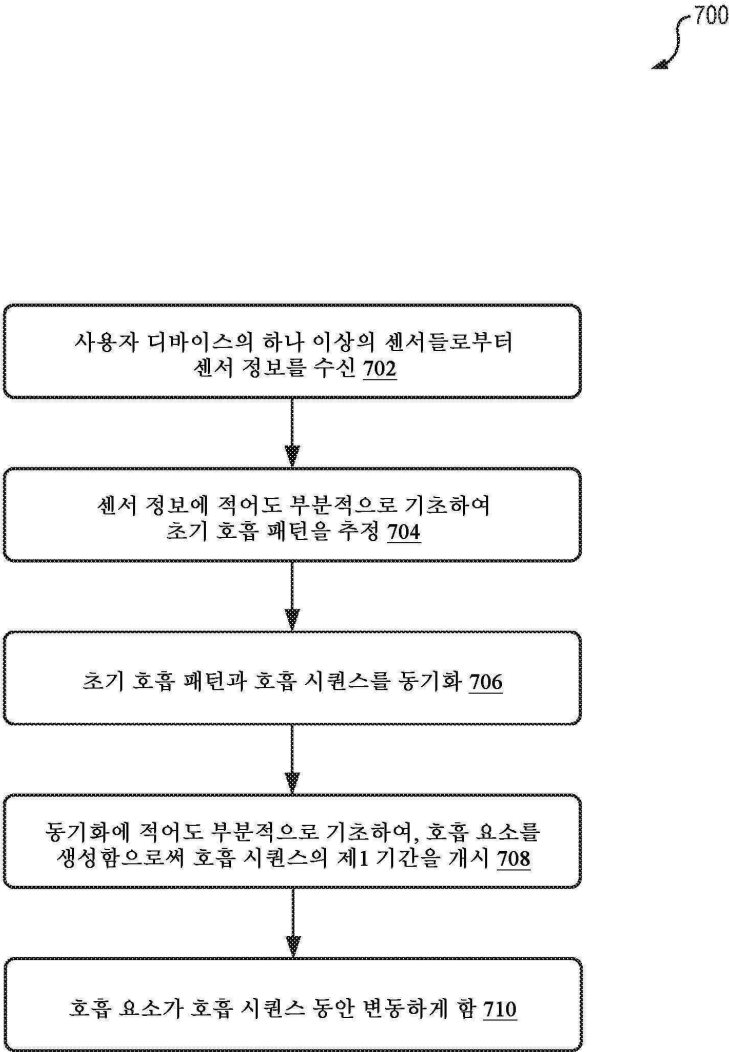 700
사용자 디바이스의 하나 이상의 센서들로부터
센서 정보를 수신 702
센서 정보에 적어도 부분적으로 기초하여
초기 호흡 패턴을 추정 704
초기 호흡 패턴과 호흡 시퀀스를 동기화 706
동기화에 적어도 부분적으로 기초하여, 호흡 요소를
생성함으로써 호흡 시퀀스의 제1 기간을 개시 708
호흡 요소가 호흡 시퀀스 동안 변동하게 함 710